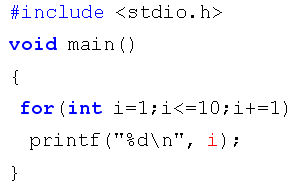 #include <stdio.h>
void main()
{
for(int i=1;i<=10;i+=1)
printf("%d\n", i);
}